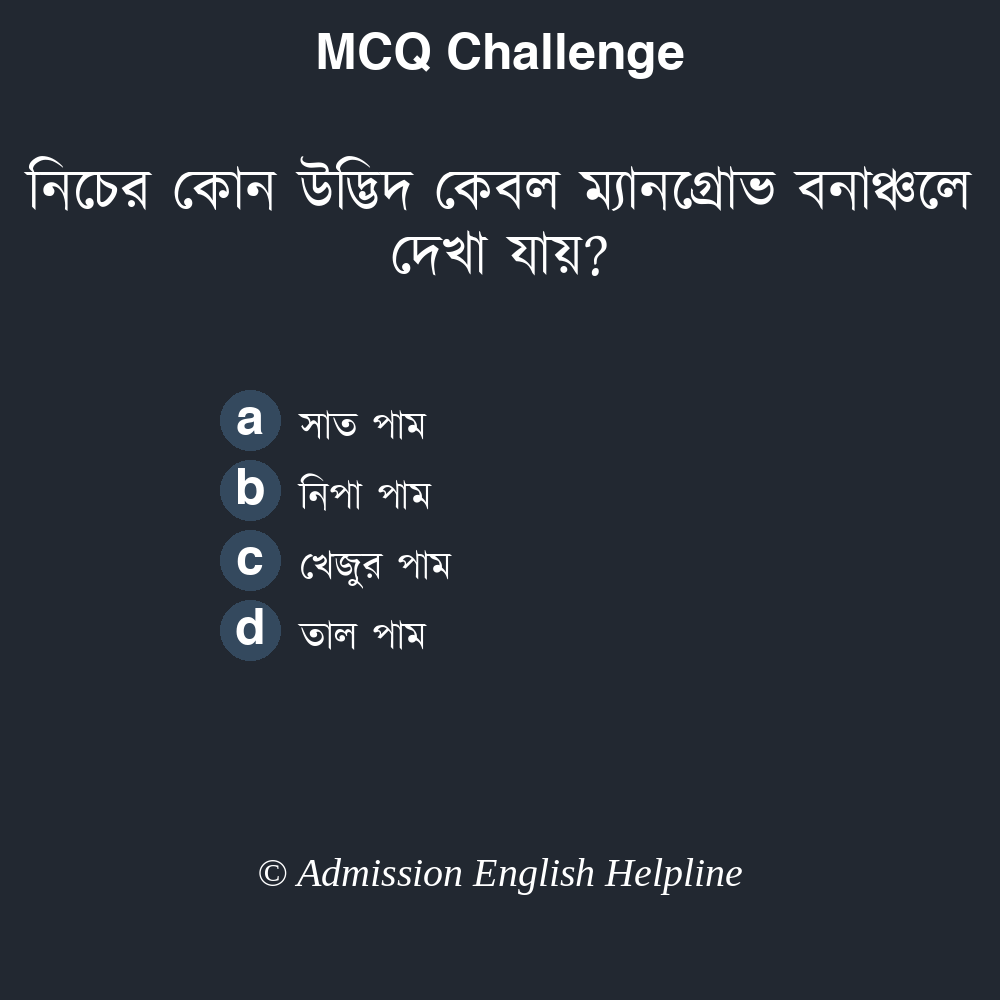 MCQ Challenge
নিচের কোন উদ্ভিদ কেবল ম্যানগ্রোভ বনাঞ্চলে
দেখা যায়?
a সাত পাম
b নিপা পাম
c খেজুর পাম
d তাল পাম
© Admission English Helpline